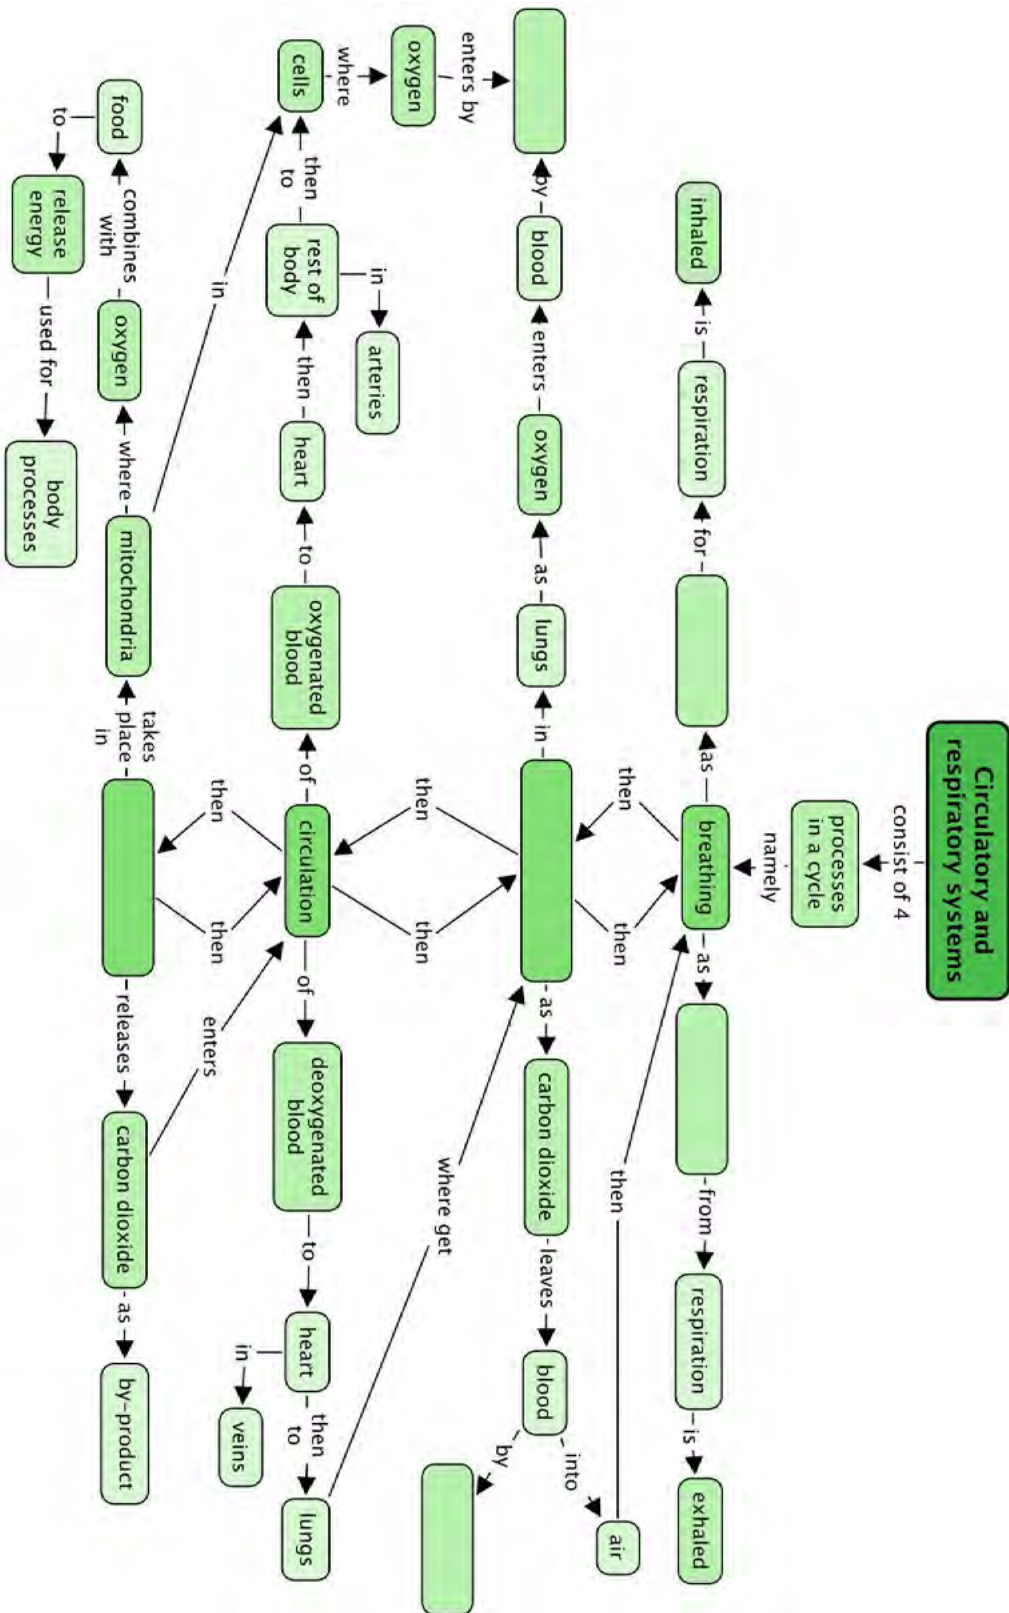 Circulatory and
respiratory systems
consist of 4
processes
in a cycle
namely
inhaled
is
respiration
for
as
breathing
as
from
respiration
is
exhaled
then
then
then
air
into
by
blood
enters
oxygen
as
lungs
in
as
carbon dioxide
leaves
blood
by
enters by
oxygen
where
cells
then
then
where get
then
to
rest of
body
in
arteries
then
heart
to
oxygenated
blood
of
circulation
of
deoxygenated
blood
to
heart
in
veins
then
to
lungs
in
then
then
enters
food
combines
with
oxygen
where
mitochondria
takes
place
in
releases
carbon dioxide
as
by-product
to
release
energy
used for
body
processes